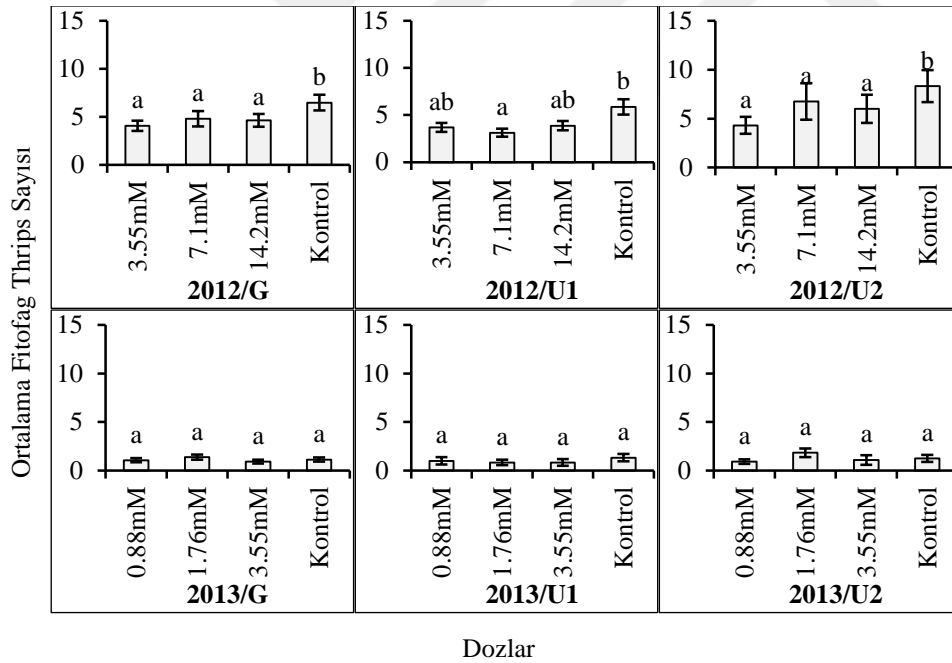 Ortalama Fitofag Thrips Sayısı
15
10
5
0
a
a
a
b
3.55mM
7.1mM
14.2mM
Kontrol
2012/G
15
10
5
0
ab
a
ab
b
3.55mM
7.1mM
14.2mM
Kontrol
2012/U1
15
10
5
0
a
a
a
b
3.55mM
7.1mM
14.2mM
Kontrol
2012/U2
15
10
5
0
a
a
a
a
0.88mM
1.76mM
3.55mM
Kontrol
2013/G
15
10
5
0
a
a
a
a
0.88mM
1.76mM
3.55mM
Kontrol
2013/U1
15
10
5
0
a
a
a
a
0.88mM
1.76mM
3.55mM
Kontrol
2013/U2
Dozlar